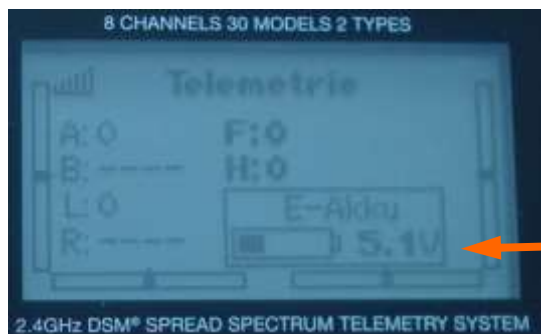 8 CHANNELS 30 MODELS 2 TYPES
Telemetrie
A: 0 F: 0
B: ---- H: 0
L: 0 E-Akku
R: ---- 5.1V
2.4GHz DSM® SPREAD SPECTRUM TELEMETRY SYSTEM